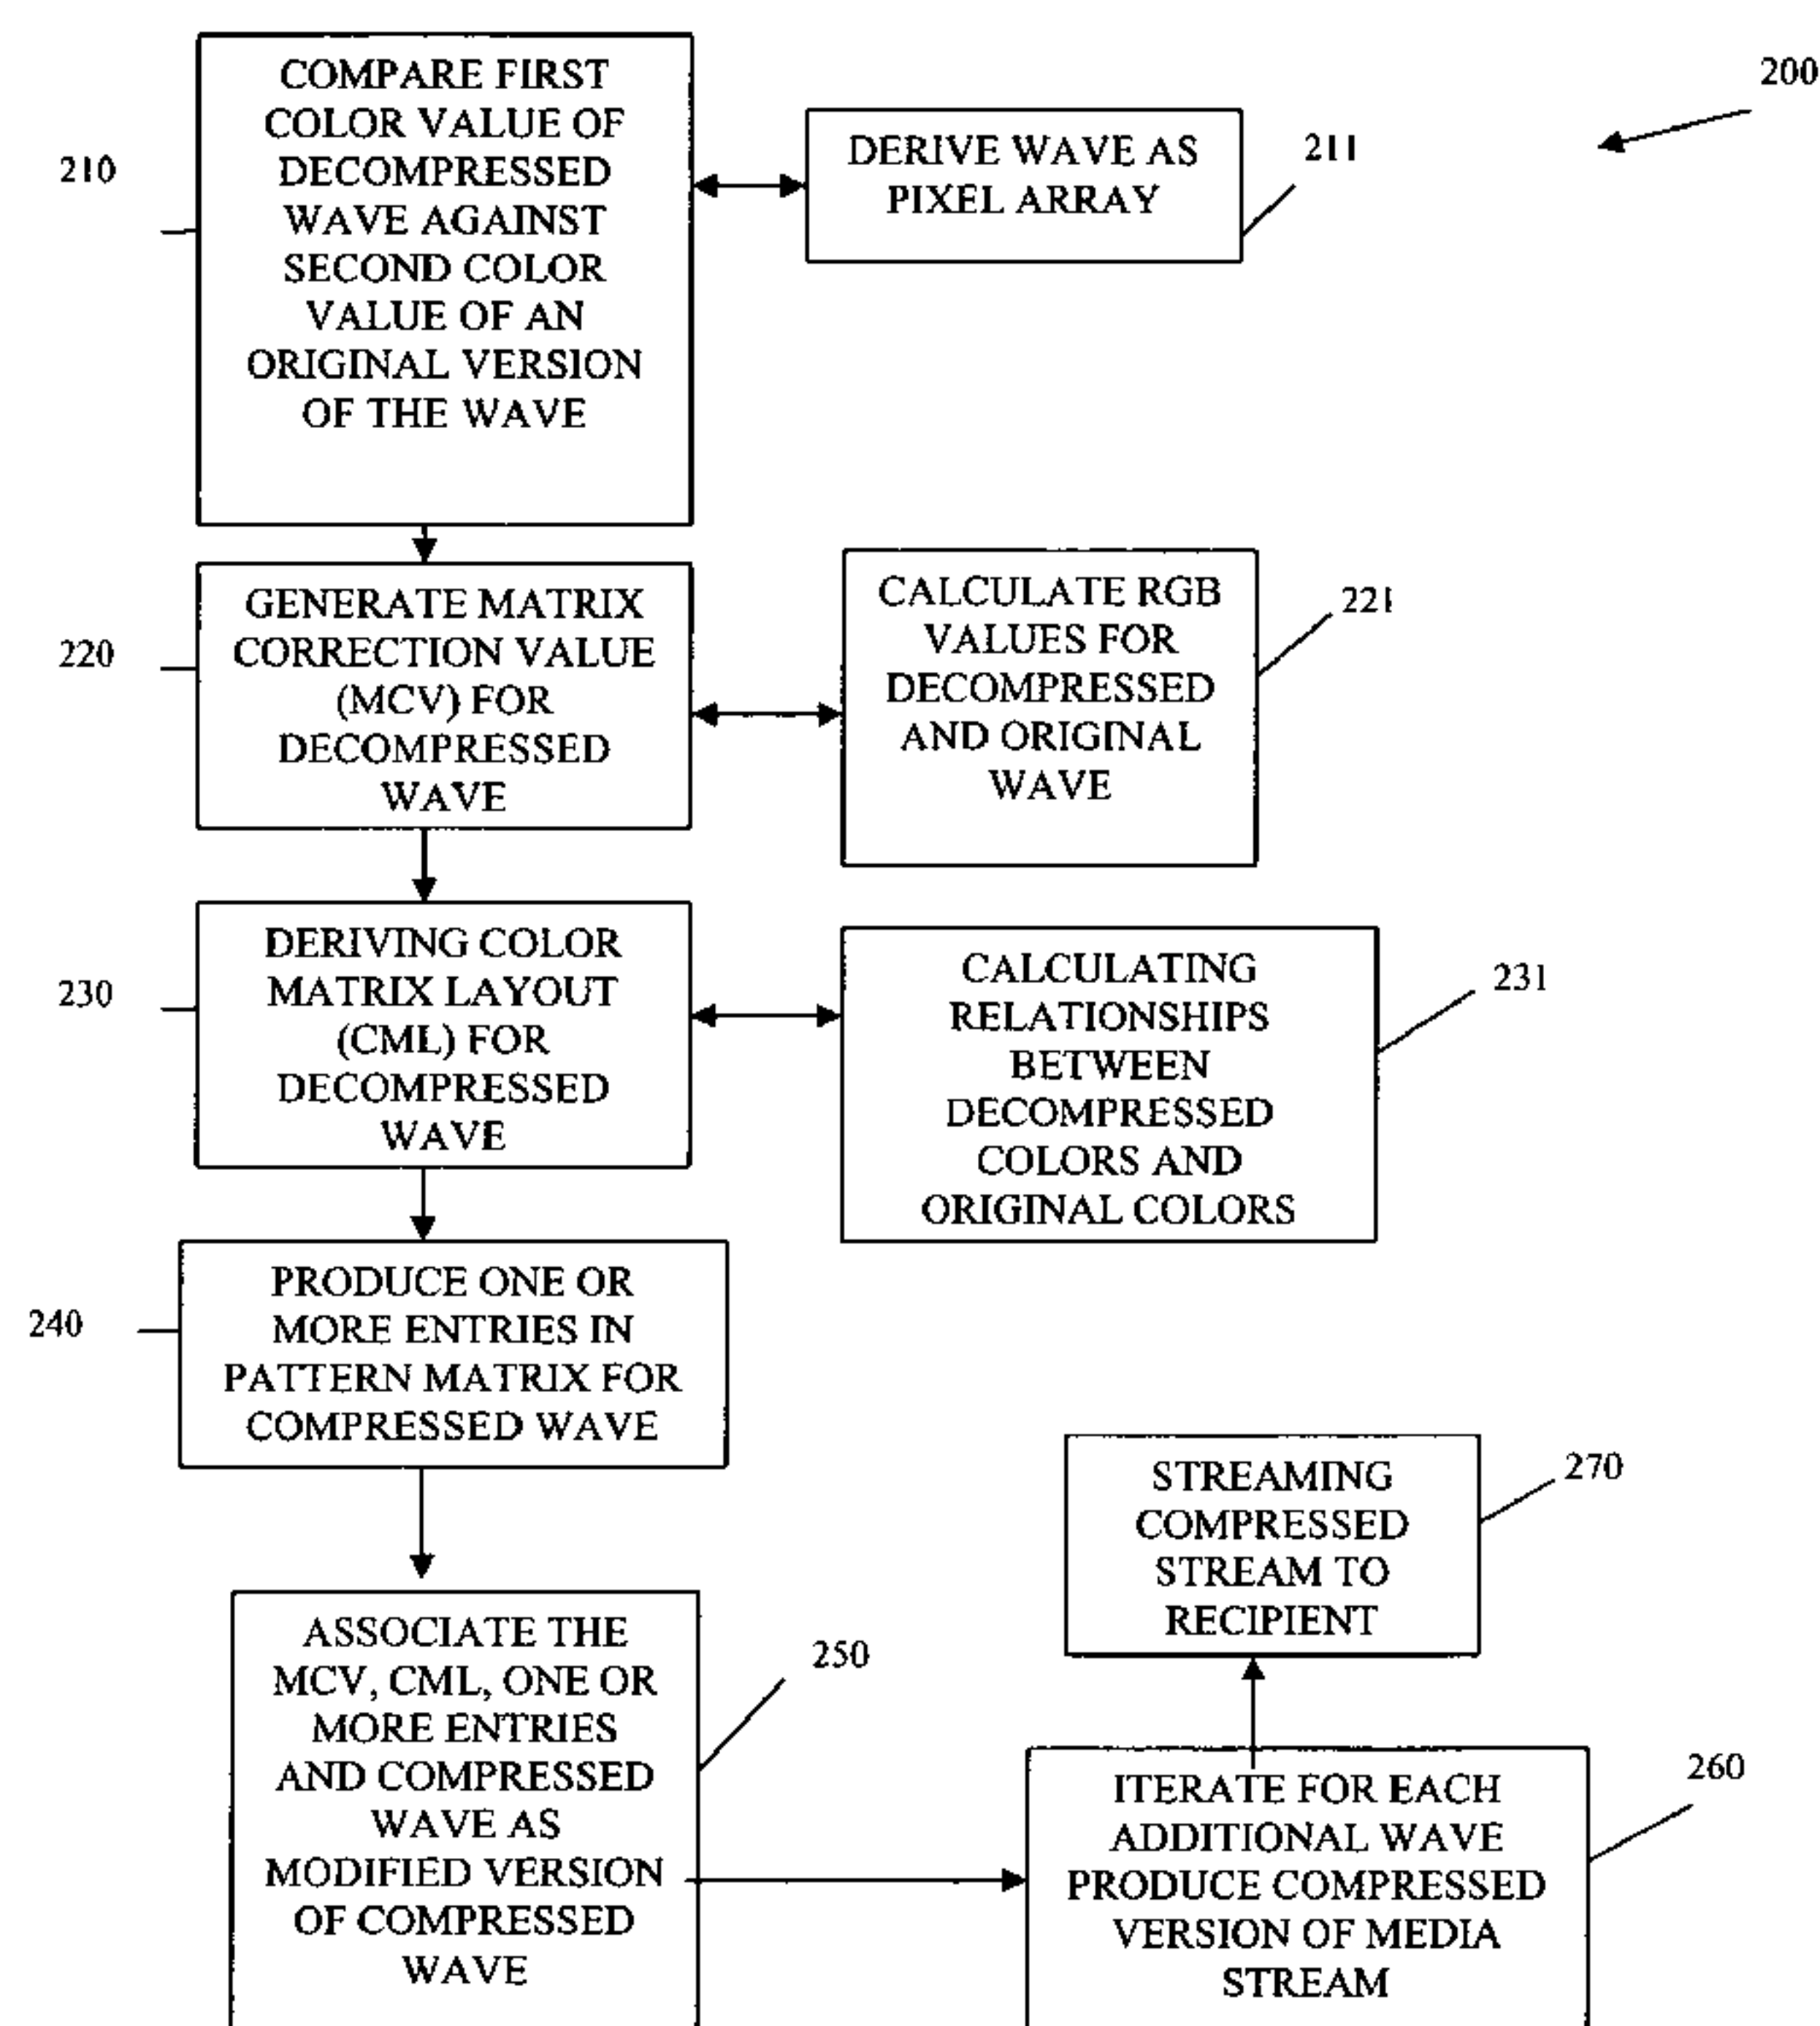 200
COMPARE FIRST
COLOR VALUE OF
DECOMPRESSED
WAVE AGAINST
SECOND COLOR
VALUE OF AN
ORIGINAL VERSION
OF THE WAVE
210
DERIVE WAVE AS
PIXEL ARRAY
211
GENERATE MATRIX
CORRECTION VALUE
(MCV) FOR
DECOMPRESSED
WAVE
220
CALCULATE RGB
VALUES FOR
DECOMPRESSED
AND ORIGINAL
WAVE
221
DERIVING COLOR
MATRIX LAYOUT
(CML) FOR
DECOMPRESSED
WAVE
230
CALCULATING
RELATIONSHIPS
BETWEEN
DECOMPRESSED
COLORS AND
ORIGINAL COLORS
231
PRODUCE ONE OR
MORE ENTRIES IN
PATTERN MATRIX FOR
COMPRESSED WAVE
240
ASSOCIATE THE
MCV, CML, ONE OR
MORE ENTRIES
AND COMPRESSED
WAVE AS
MODIFIED VERSION
OF COMPRESSED
WAVE
250
STREAMING
COMPRESSED
STREAM TO
RECIPIENT
270
ITERATE FOR EACH
ADDITIONAL WAVE
PRODUCE COMPRESSED
VERSION OF MEDIA
STREAM
260